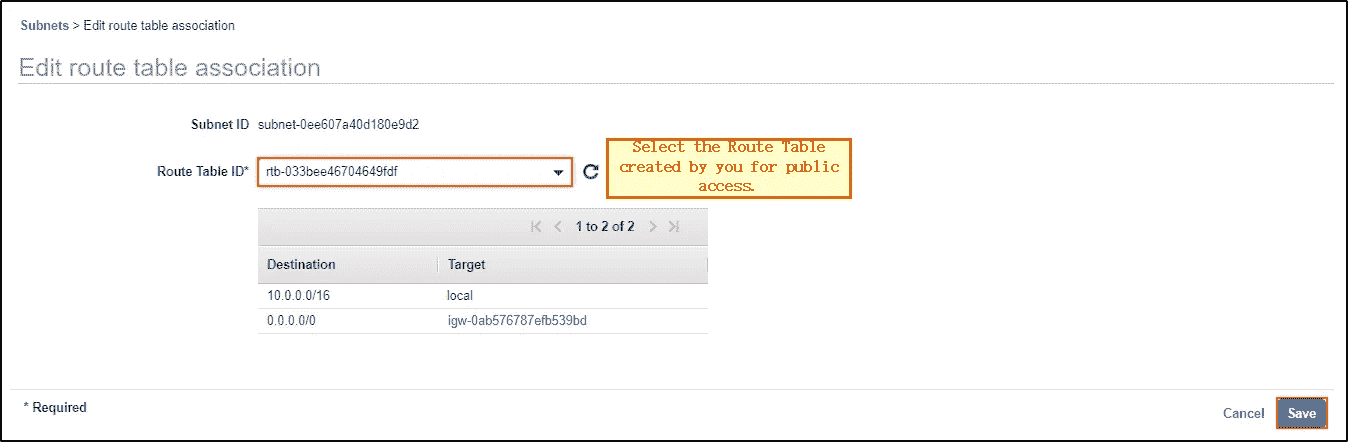 Subnets > Edit route table association
Edit route table association
Subnet ID subnet-0ee607a40d180e9d2
Route Table ID* rtb-033bee46704649fdf
Select the Route Table
created by you for public
access.
1 to 2 of 2
Destination Target
10.0.0.0/16 local
0.0.0.0/0 igw-0ab576787efb539bd
* Required
Cancel Save